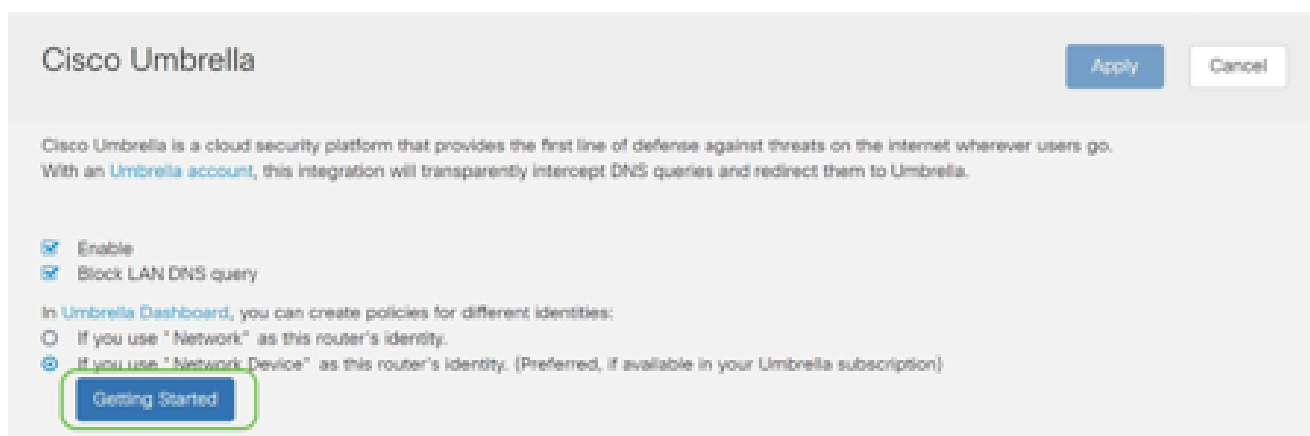 Cisco Umbrella
Apply
Cancel
Cisco Umbrella is a cloud security platform that provides the first line of defense against threats on the internet wherever users go.
With an Umbrella account, this integration will transparently intercept DNS queries and redirect them to Umbrella.
Enable
Block LAN DNS query
In Umbrella Dashboard, you can create policies for different identities:
If you use "Network" as this router's identity.
If you use "Network Device" as this router's identity. (Preferred, if available in your Umbrella subscription)
Getting Started